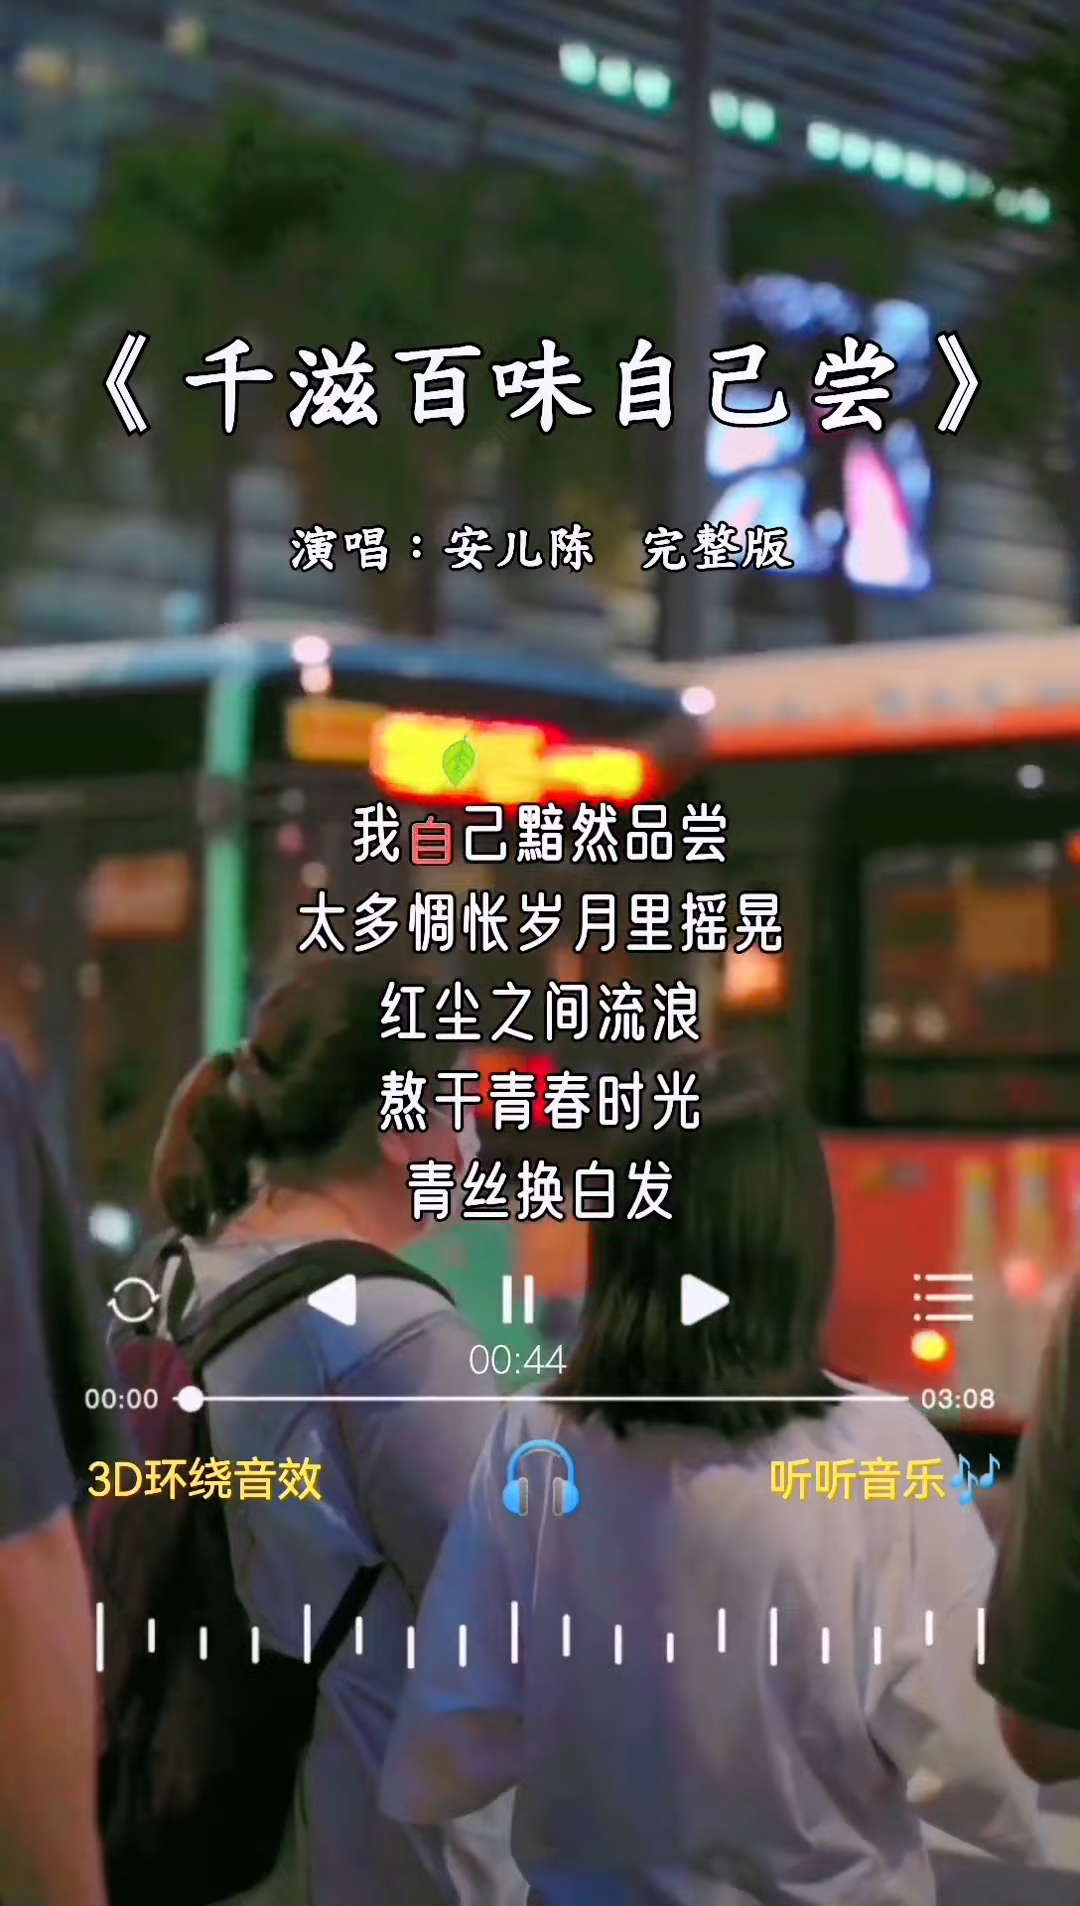 《千滋百味自己尝》
演唱：安儿陈 完整版
我自己黯然品尝
太多惆怅岁月里摇晃
红尘之间流浪
熬干青春时光
青丝换白发
00:44
00:00 03:08
3D环绕音效 听听音乐